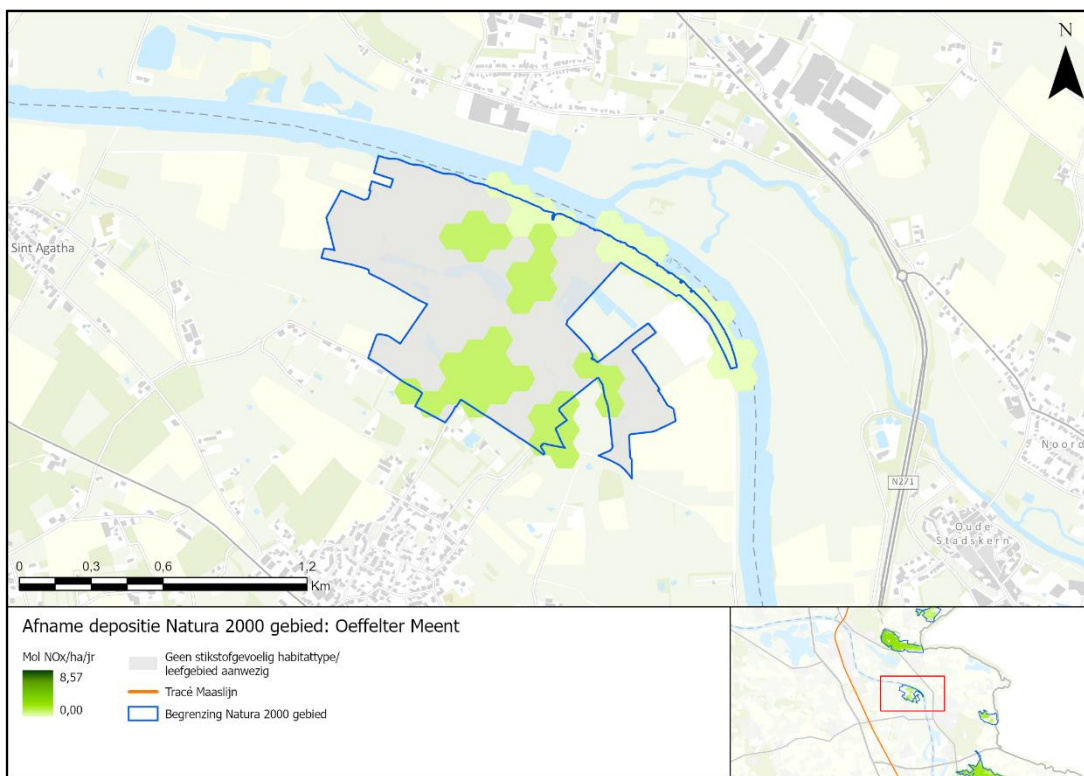 N
Sint Agatha
N271
Noord
Oude
Stadskern
0 0,3 0,6 1,2
Km
Afname depositie Natura 2000 gebied: Oeffelter Meent
Mol NOx/ha/jr
8,57
0,00
Geen stikstofgevoelig habitattype/
leefgebied aanwezig
Tracé Maaslijn
Begrenzing Natura 2000 gebied